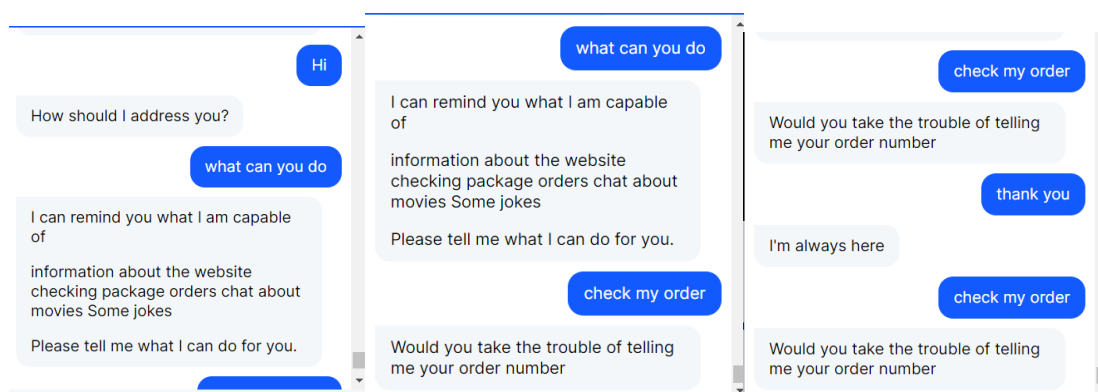 Hi
How should I address you?
what can you do
I can remind you what I am capable
of
information about the website
checking package orders chat about
movies Some jokes
Please tell me what I can do for you.
what can you do
I can remind you what I am capable
of
information about the website
checking package orders chat about
movies Some jokes
Please tell me what I can do for you.
check my order
Would you take the trouble of telling
me your order number
check my order
Would you take the trouble of telling
me your order number
thank you
I'm always here
check my order
Would you take the trouble of telling
me your order number